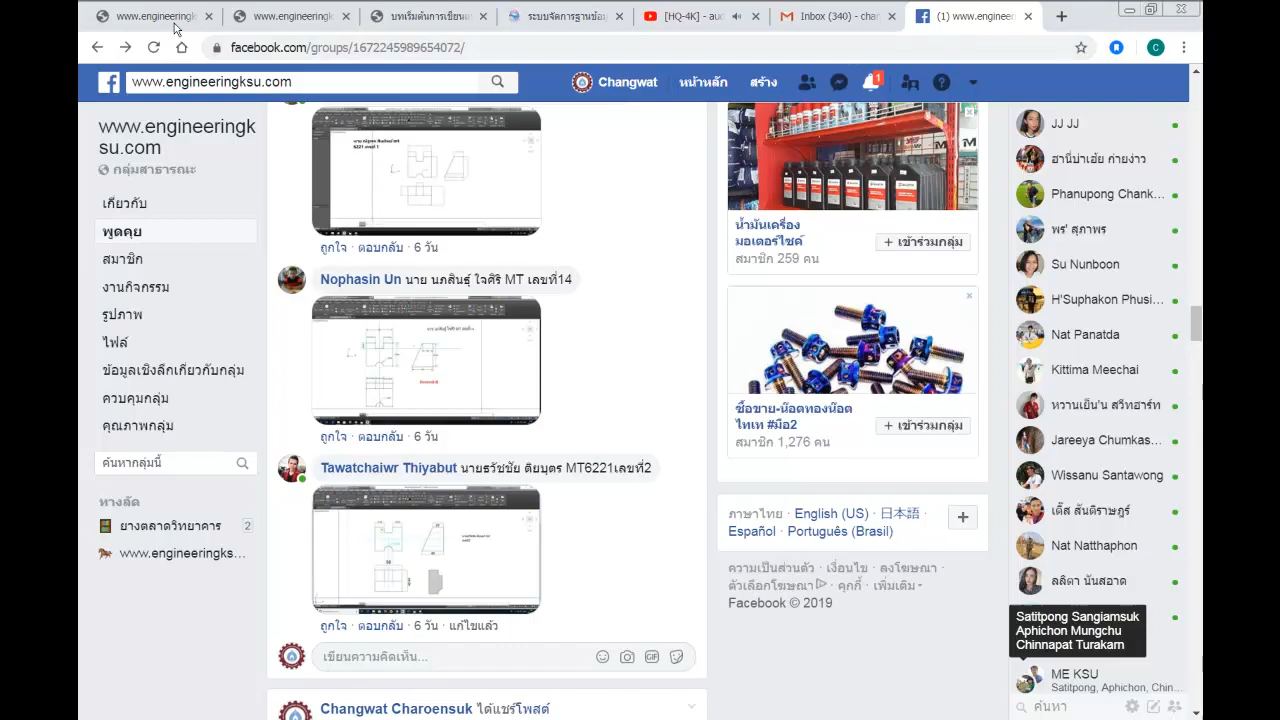 www.engineeringk
www.engineeringk
บทเริ่มต้นการเขียนแ
ระบบจัดการฐานข้อมู
[HQ-4K] - aud
Inbox (340) - char
(1) www.engineer
facebook.com/groups/1672245989654072/
C
www.engineeringksu.com
Changwat
หน้าหลัก
สร้าง
1
www.engineeringk
su.com
กลุ่มสาธารณะ
เกี่ยวกับ
พูดคุย
สมาชิก
งานกิจกรรม
รูปภาพ
ไฟล์
ข้อมูลเชิงลึกเกี่ยวกับกลุ่ม
ควบคุมกลุ่ม
คุณภาพกลุ่ม
ค้นหากลุ่มนี้
ทางลัด
ยางตลาดวิทยาคาร 2
www.engineeringks...
ถูกใจ · ตอบกลับ · 6 วัน
Nophasin Un นาย นภสินธุ์ ใจศิริ MT เลขที่14
ถูกใจ · ตอบกลับ · 6 วัน
Tawatchaiwr Thiyabut นายธวัชชัย ติยบุตร MT6221เลขที่2
ถูกใจ · ตอบกลับ · 6 วัน · แก้ไขแล้ว
เขียนความคิดเห็น...
GIF
Changwat Charoensuk ได้แชร์โพสต์
น้ำมันเครื่อง
มอเตอร์ไซค์
สมาชิก 259 คน
+ เข้าร่วมกลุ่ม
ซื้อขาย-น๊อตทองน๊อต
ไทเท #มือ2
สมาชิก 1,276 คน
+ เข้าร่วมกลุ่ม
ภาษาไทย · English (US) · 日本語 ·
Español · Português (Brasil)
ความเป็นส่วนตัว · เงื่อนไข · ลงโฆษณา ·
ตัวเลือกโฆษณา · คุกกี้ · เพิ่มเติม
Facebook © 2019
JJ JJ
ฮานี่บ่าเฮ้ย ก่ายง่าว
Phanupong Chank...
พร' สุภาพร
Su Nunboon
Suphakon Phusi...
Nat Panatda
Kittima Meechai
หวานเย็น'น สวีทฮาร์ท
Jareeya Chumkas...
Wissanu Santawong
เดิ้ล สันติราษฎร์
Nat Natthaphon
ลลิตา นันสอาด
Satitpong Sangiamsuk
Aphichon Mungchu
Chinnapat Turakarn
ME KSU
Satitpong, Aphichon, Chin...
ค้นหา